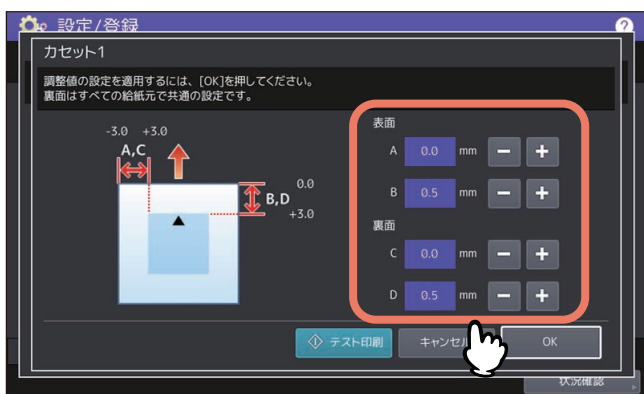 設定/登録
?
カセット1
調整値の設定を適用するには、[OK]を押してください。
裏面はすべての給紙元で共通の設定です。
-3.0 +3.0
A,C
0.0
B,D
+3.0
表面
A 0.0 mm − +
B 0.5 mm − +
裏面
C 0.0 mm − +
D 0.5 mm − +
テスト印刷
キャンセル
OK
状況確認